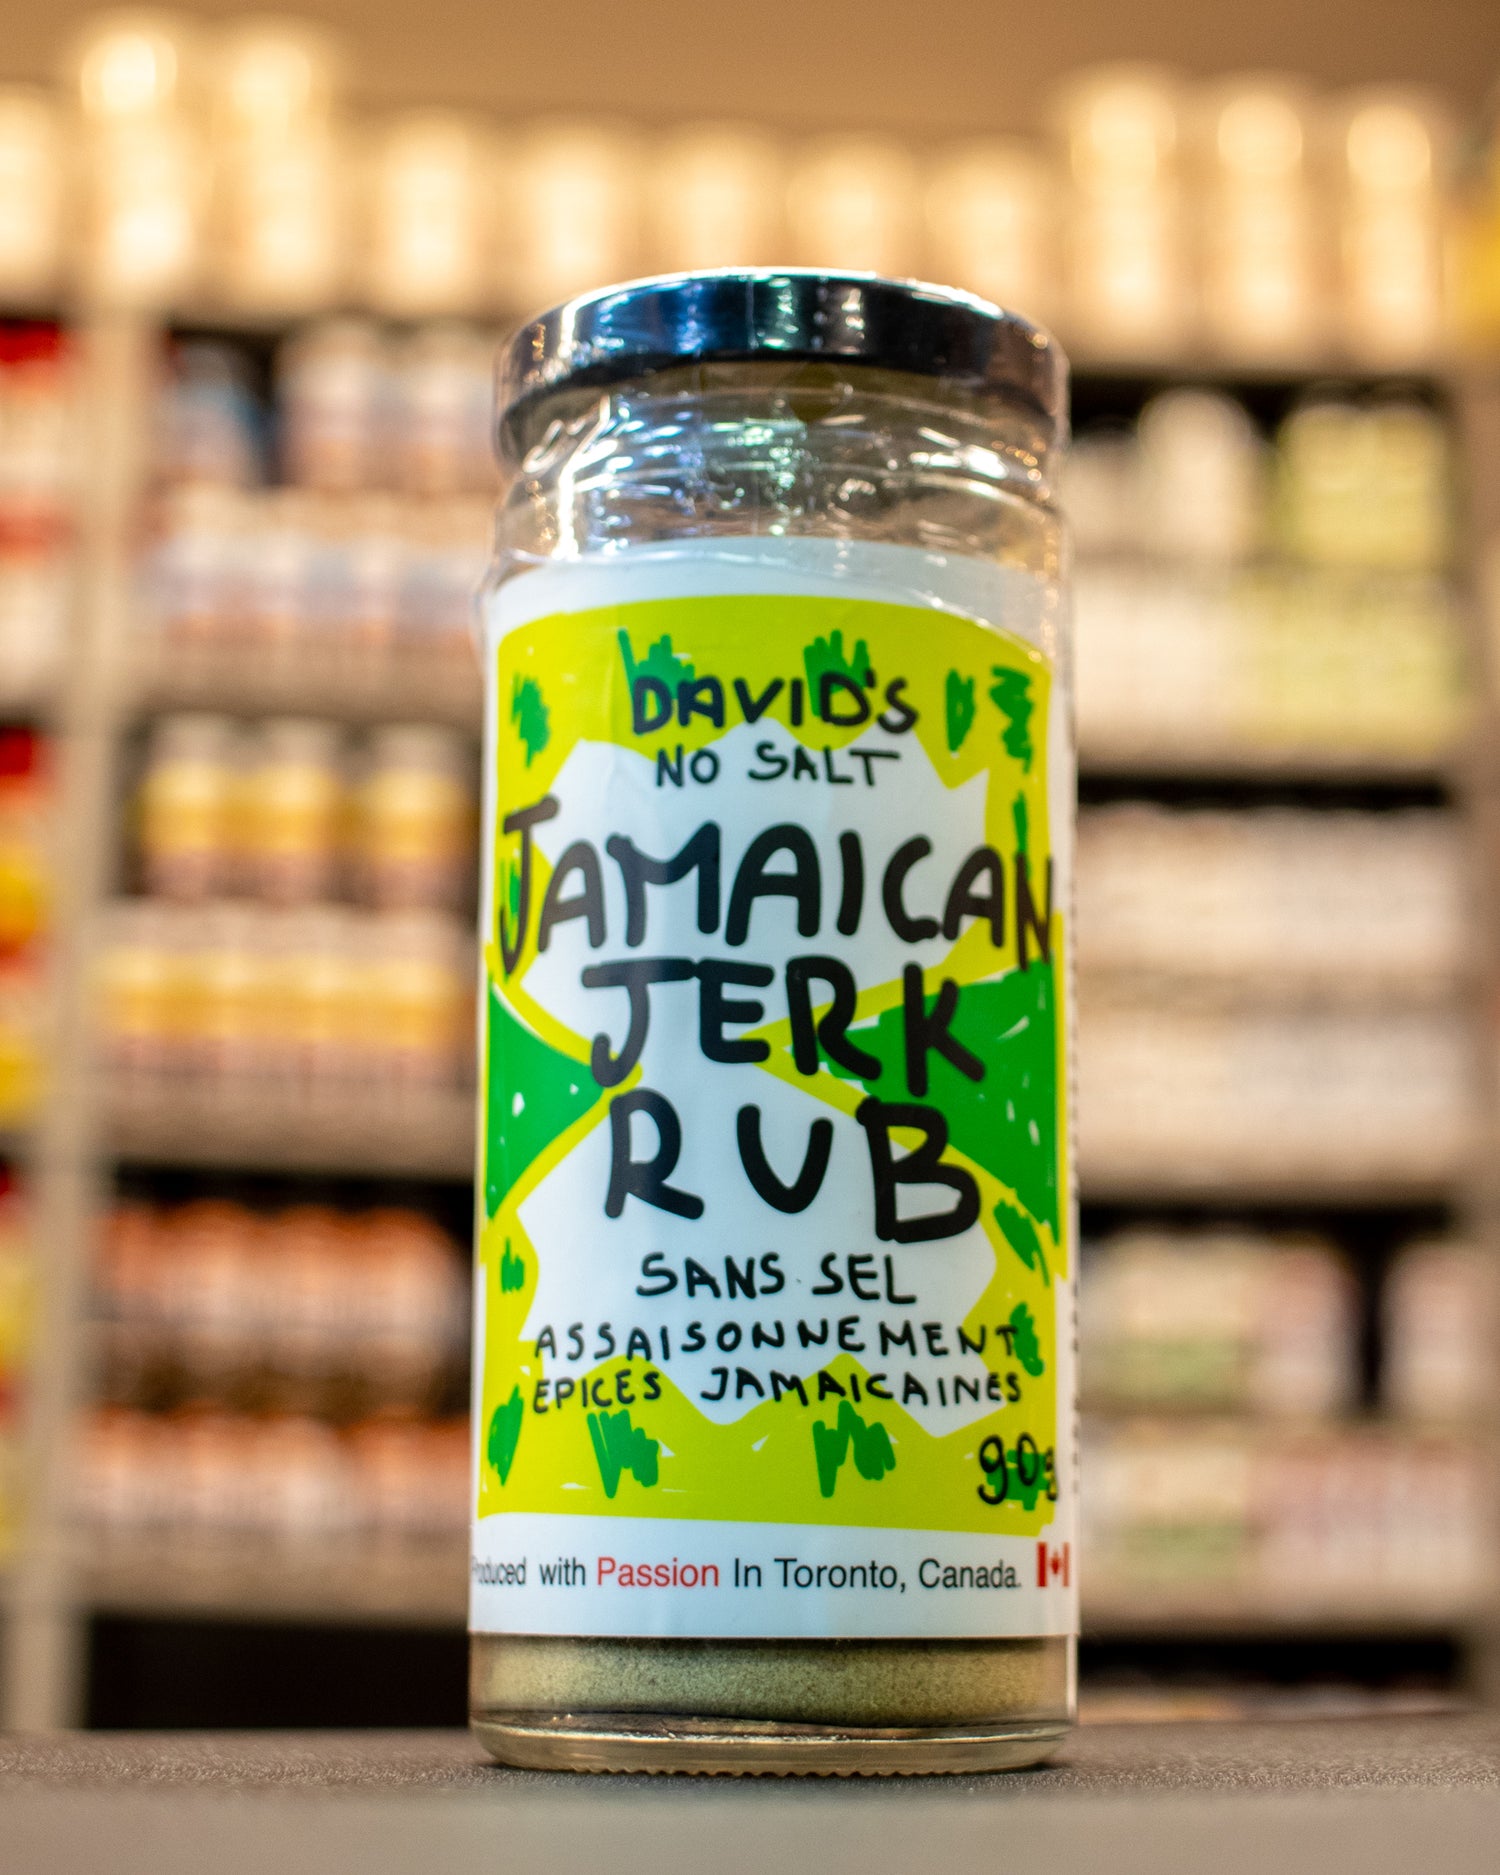 DAVID'S
NO SALT
JAMAICAN
JERK
RUB
SANS SEL
ASSAISONNEMENT
EPICES JAMAICAINES
90g
Produced with Passion In Toronto, Canada.